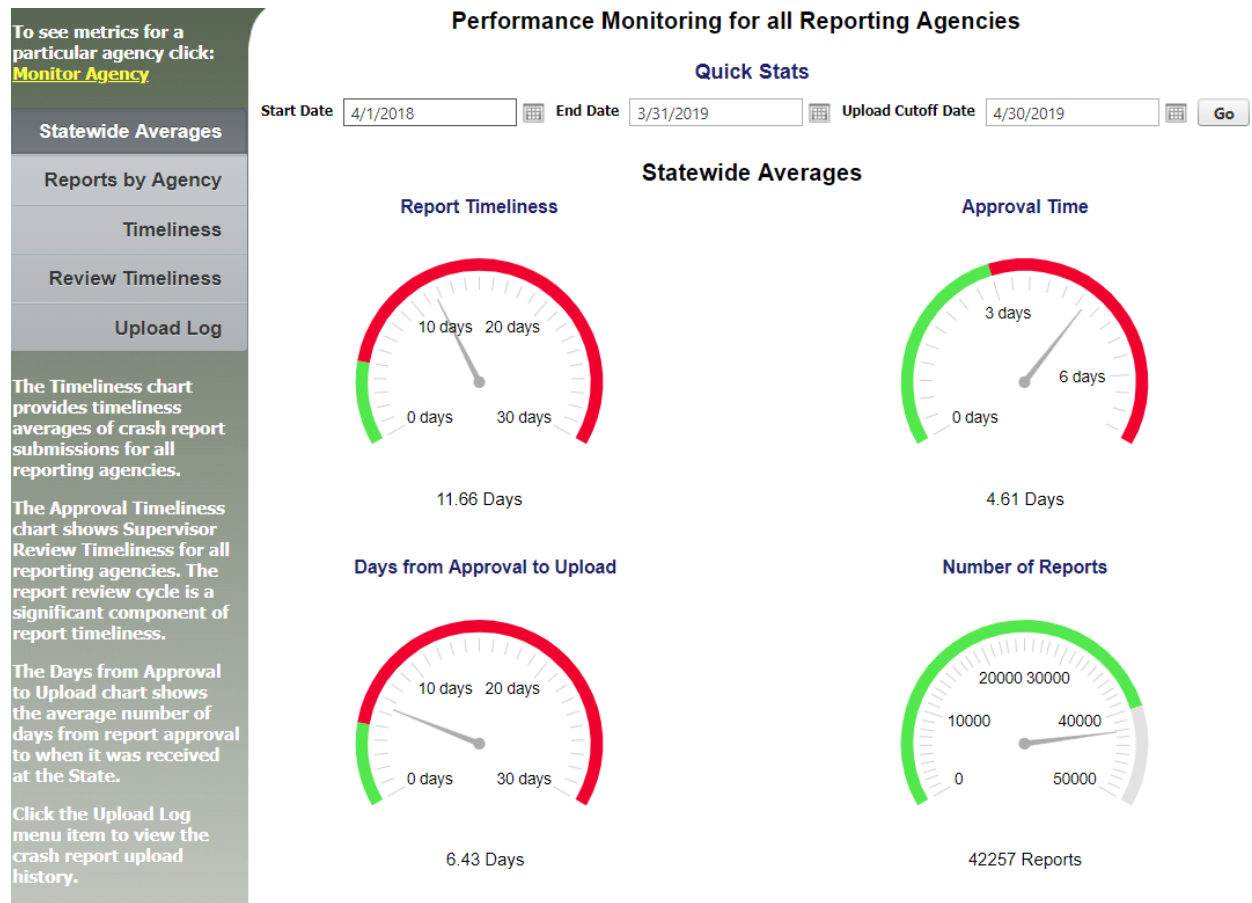 To see metrics for a
particular agency click:
Monitor Agency
Statewide Averages
Reports by Agency
Timeliness
Review Timeliness
Upload Log
The Timeliness chart
provides timeliness
averages of crash report
submissions for all
reporting agencies.
The Approval Timeliness
chart shows Supervisor
Review Timeliness for all
reporting agencies. The
report review cycle is a
significant component of
report timeliness.
The Days from Approval
to Upload chart shows
the average number of
days from report approval
to when it was received
at the State.
Click the Upload Log
menu item to view the
crash report upload
history.
Performance Monitoring for all Reporting Agencies
Quick Stats
Start Date 4/1/2018 End Date 3/31/2019 Upload Cutoff Date 4/30/2019 Go
Statewide Averages
Report Timeliness
10 days 20 days
0 days 30 days
11.66 Days
Approval Time
3 days
6 days
0 days
4.61 Days
Days from Approval to Upload
10 days 20 days
0 days 30 days
6.43 Days
Number of Reports
20000 30000
10000 40000
0 50000
42257 Reports